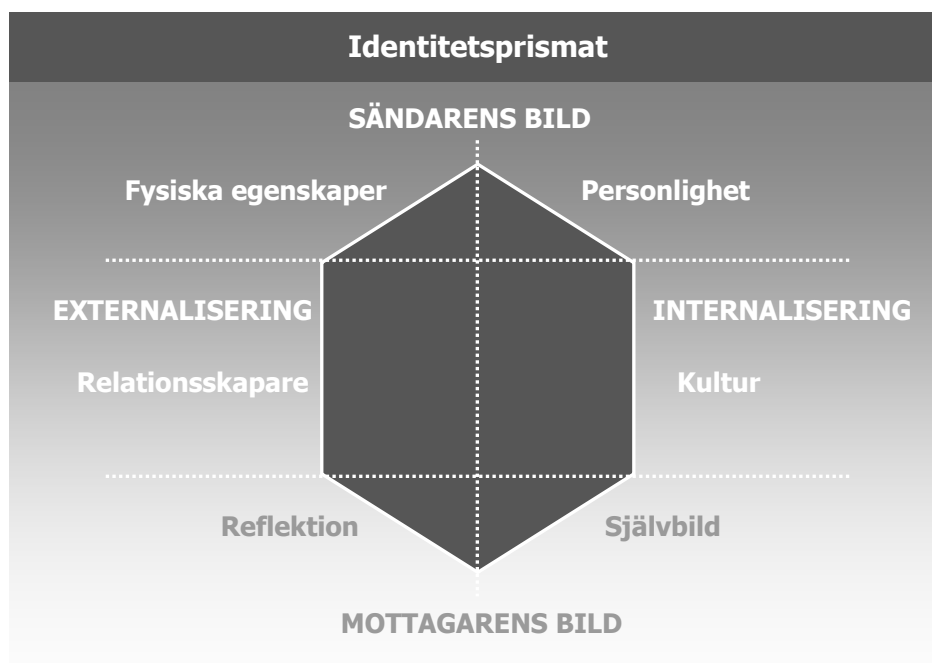 Identitetsprismat
SÄNDARENS BILD
Fysiska egenskaper
Personlighet
EXTERNALISERING
INTERNALISERING
Relationsskapare
Kultur
Reflektion
Självbild
MOTTAGARENS BILD